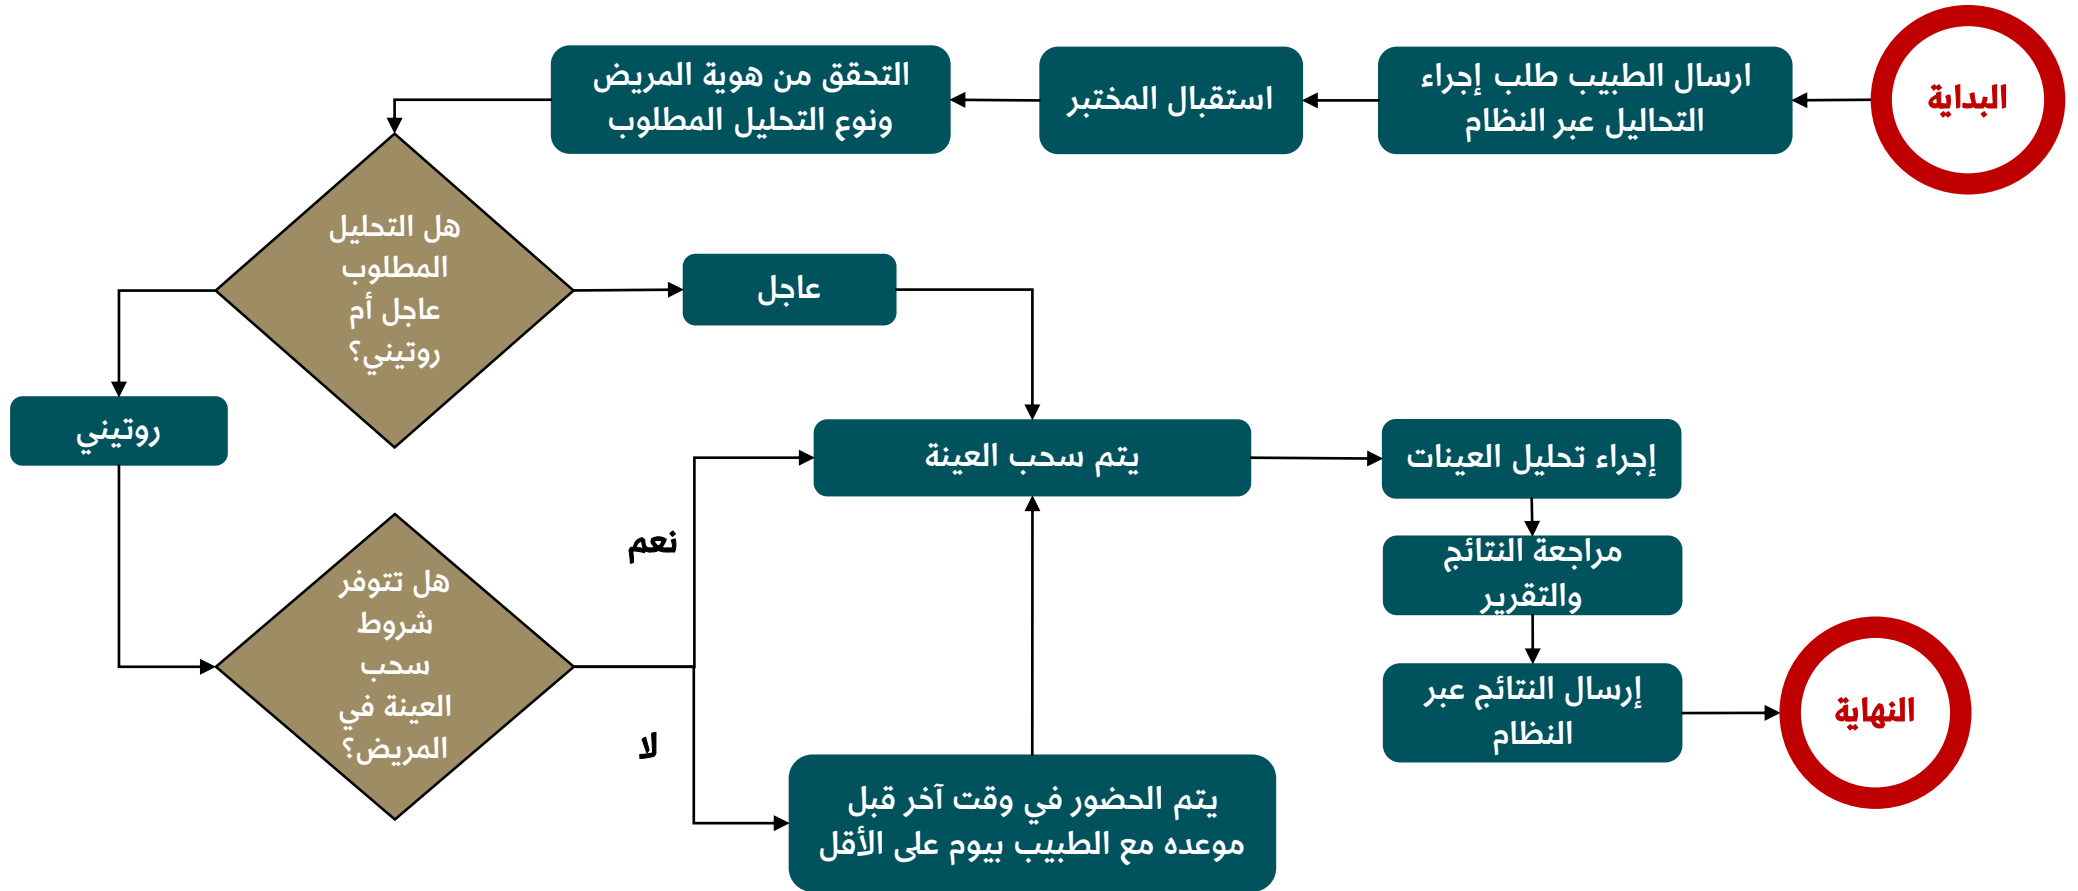 البداية
ارسال الطبيب طلب إجراء
التحاليل عبر النظام
استقبال المختبر
التحقق من هوية المريض
ونوع التحليل المطلوب
هل التحليل
المطلوب
عاجل أم
روتيني؟
عاجل
روتيني
هل تتوفر
شروط
سحب
العينة في
المريض؟
نعم
لا
يتم سحب العينة
يتم الحضور في وقت آخر قبل
موعده مع الطبيب بيوم على الأقل
إجراء تحليل العينات
مراجعة النتائج
والتقرير
إرسال النتائج عبر
النظام
النهاية